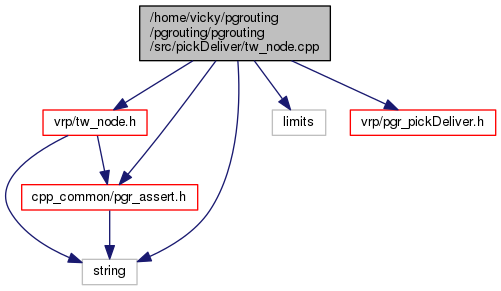 /home/vicky/pgrouting
/pgrouting/pgrouting
/src/pickDeliver/tw_node.cpp
vrp/tw_node.h
limits
vrp/pgr_pickDeliver.h
cpp_common/pgr_assert.h
string